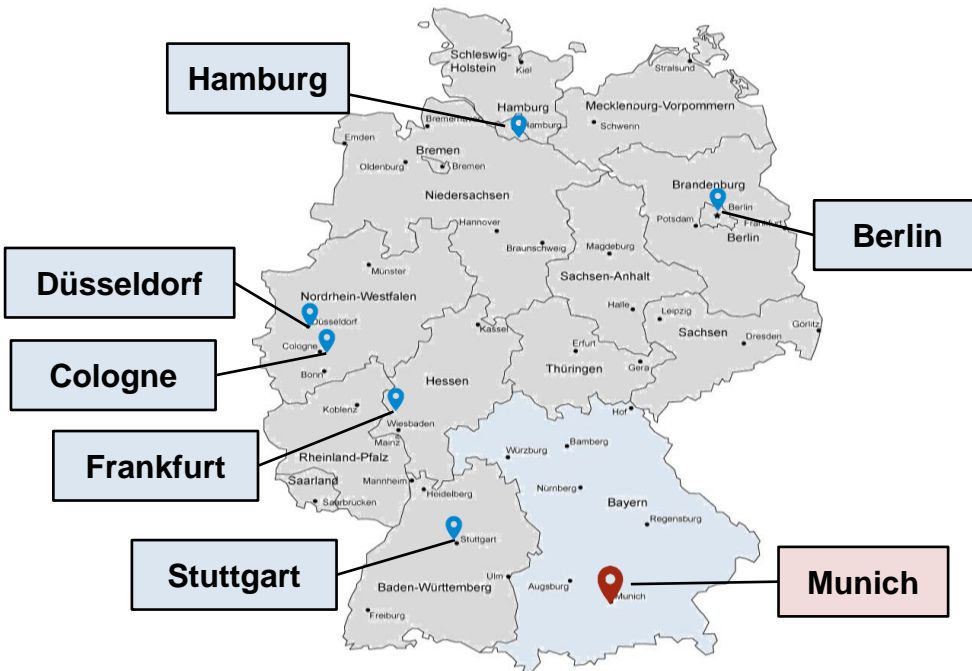 Schleswig-
Holstein
Kiel
Stralsund
Hamburg
Hamburg
Hamburg
Mecklenburg-Vorpommern
Schwerin
Bremerhaven
Emden
Bremen
Oldenburg
Bremen
Niedersachsen
Brandenburg
Berlin
Potsdam
Frankfurt
Berlin
Berlin
Hannover
Braunschweig
Magdeburg
Düsseldorf
Münster
Sachsen-Anhalt
Nordrhein-Westfalen
Halle
Leipzig
Düsseldorf
Kassel
Sachsen
Görlitz
Cologne
Cologne
Erfurt
Dresden
Bonn
Hessen
Thüringen
Gera
Koblenz
Hof
Wiesbaden
Mainz
Bamberg
Frankfurt
Rheinland-Pfalz
Würzburg
Saarland
Mannheim
Heidelberg
Nürnberg
Saarbrücken
Bayern
Regensburg
Stuttgart
Stuttgart
Ulm
Augsburg
Baden-Württemberg
Munich
Munich
Freiburg